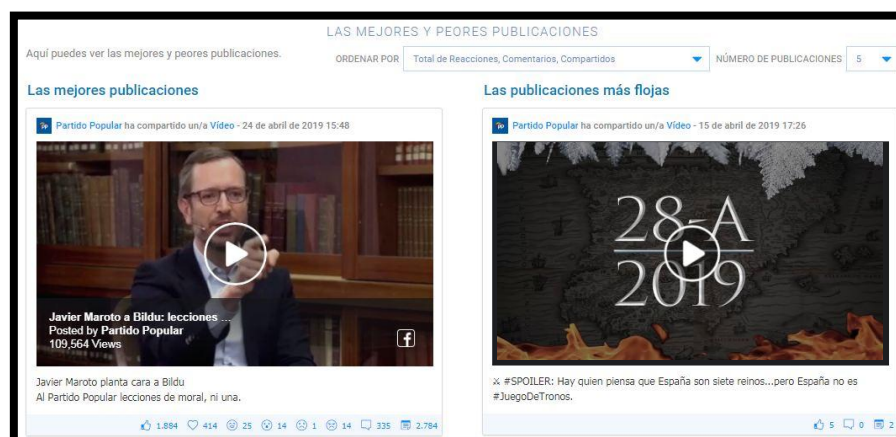 LAS MEJORES Y PEORES PUBLICACIONES
Aquí puedes ver las mejores y peores publicaciones.
ORDENAR POR Total de Reacciones, Comentarios, Compartidos NÚMERO DE PUBLICACIONES 5
Las mejores publicaciones
Partido Popular ha compartido un/a Vídeo - 24 de abril de 2019 15:48
Javier Maroto a Bildu: lecciones ...
Posted by Partido Popular
109,564 Views
Javier Maroto planta cara a Bildu
Al Partido Popular lecciones de moral, ni una.
1.884 414 25 14 1 14 335 2.784
Las publicaciones más flojas
Partido Popular ha compartido un/a Vídeo - 15 de abril de 2019 17:26
28-A
2019
#SPOILER: Hay quien piensa que España son siete reinos...pero España no es
#JuegoDeTronos.
5 0 2